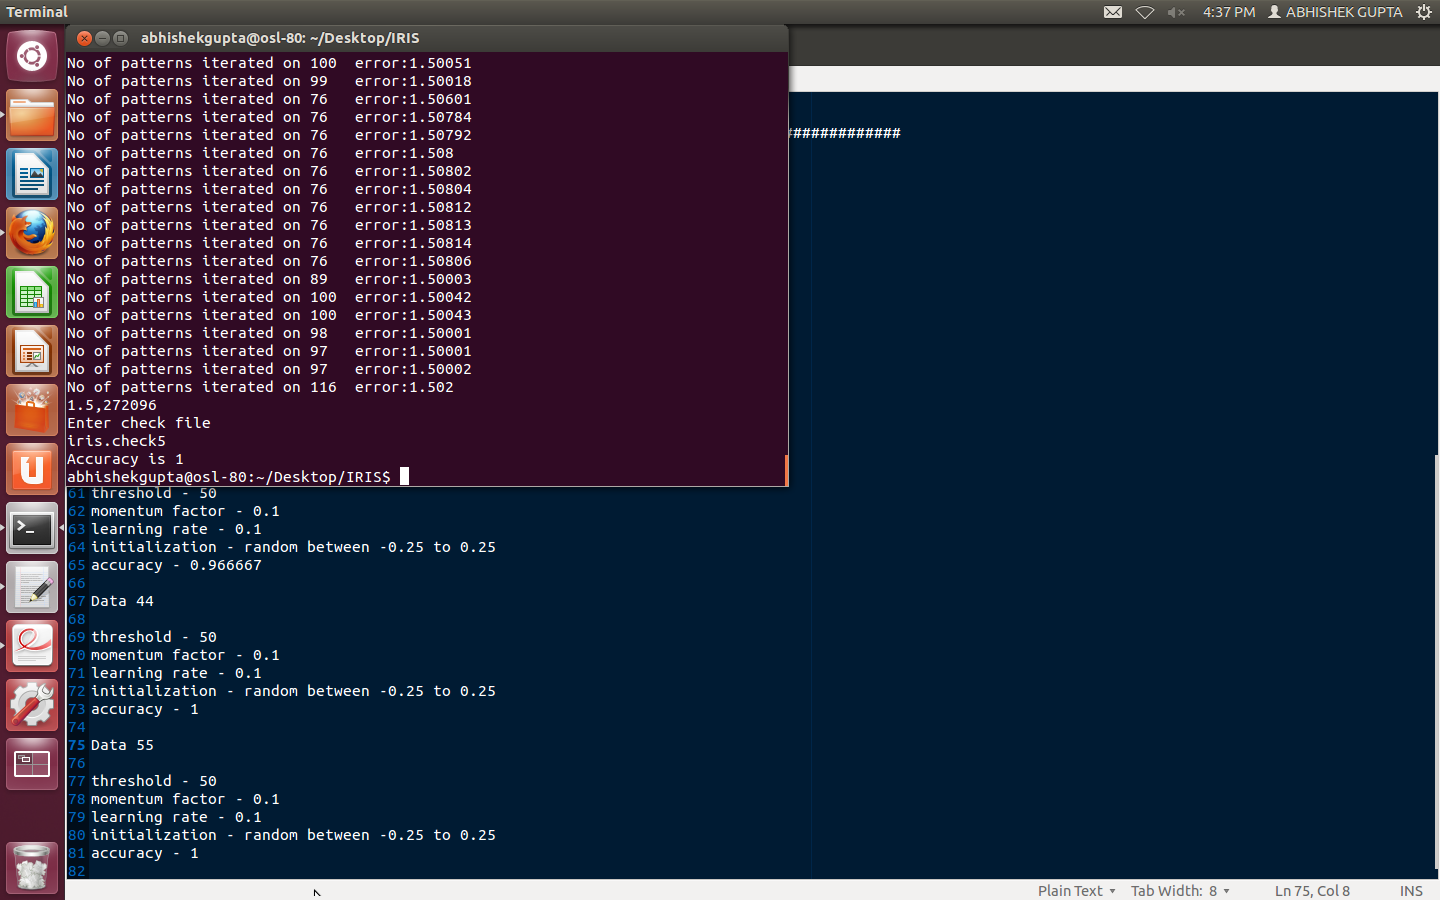 Terminal
4:37 PM
ABHISHEK GUPTA
abhishekgupta@osl-80: ~/Desktop/IRIS
No of patterns iterated on 100  error:1.50051
No of patterns iterated on 99   error:1.50018
No of patterns iterated on 76   error:1.50601
No of patterns iterated on 76   error:1.50784
No of patterns iterated on 76   error:1.50792
No of patterns iterated on 76   error:1.508
No of patterns iterated on 76   error:1.50802
No of patterns iterated on 76   error:1.50804
No of patterns iterated on 76   error:1.50812
No of patterns iterated on 76   error:1.50813
No of patterns iterated on 76   error:1.50814
No of patterns iterated on 76   error:1.50806
No of patterns iterated on 89   error:1.50003
No of patterns iterated on 100  error:1.50042
No of patterns iterated on 100  error:1.50043
No of patterns iterated on 98   error:1.50001
No of patterns iterated on 97   error:1.50001
No of patterns iterated on 97   error:1.50002
No of patterns iterated on 116  error:1.502
1.5,272096
Enter check file
iris.check5
Accuracy is 1
abhishekgupta@osl-80:~/Desktop/IRIS$
############
61 threshold - 50
62 momentum factor - 0.1
63 learning rate - 0.1
64 initialization - random between -0.25 to 0.25
65 accuracy - 0.966667
66
67 Data 44
68
69 threshold - 50
70 momentum factor - 0.1
71 learning rate - 0.1
72 initialization - random between -0.25 to 0.25
73 accuracy - 1
74
75 Data 55
76
77 threshold - 50
78 momentum factor - 0.1
79 learning rate - 0.1
80 initialization - random between -0.25 to 0.25
81 accuracy - 1
82
Plain Text
Tab Width: 8
Ln 75, Col 8
INS